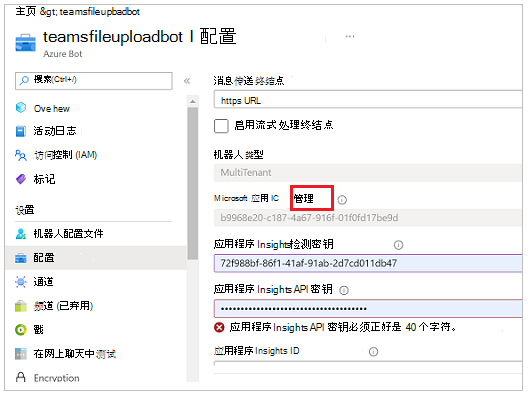 主页 &gt; teamsfileupbadbot
teamsfileuploadbot | 配置 ...
Azure Bot
搜索(Ctrl+/) «
Ove hew
活动日志
访问控制 (IAM)
标记
设置
机器人配置文件
配置
通道
频道 (已弃用)
戳
在网上聊天中测试
Encryption
消息传送终结点
https URL
启用流式处理终结点
机器人类型
MultiTenant
Microsoft 应用 IC 管理
b9968e20-c187-4a67-916f-01f0fd17be9d
应用程序 Insights检测密钥
72f988bf-86f1-41af-91ab-2d7cd011db47
应用程序 Insights API 密钥
应用程序 Insights API 密钥必须正好是 40 个字符。
应用程序 Insights ID